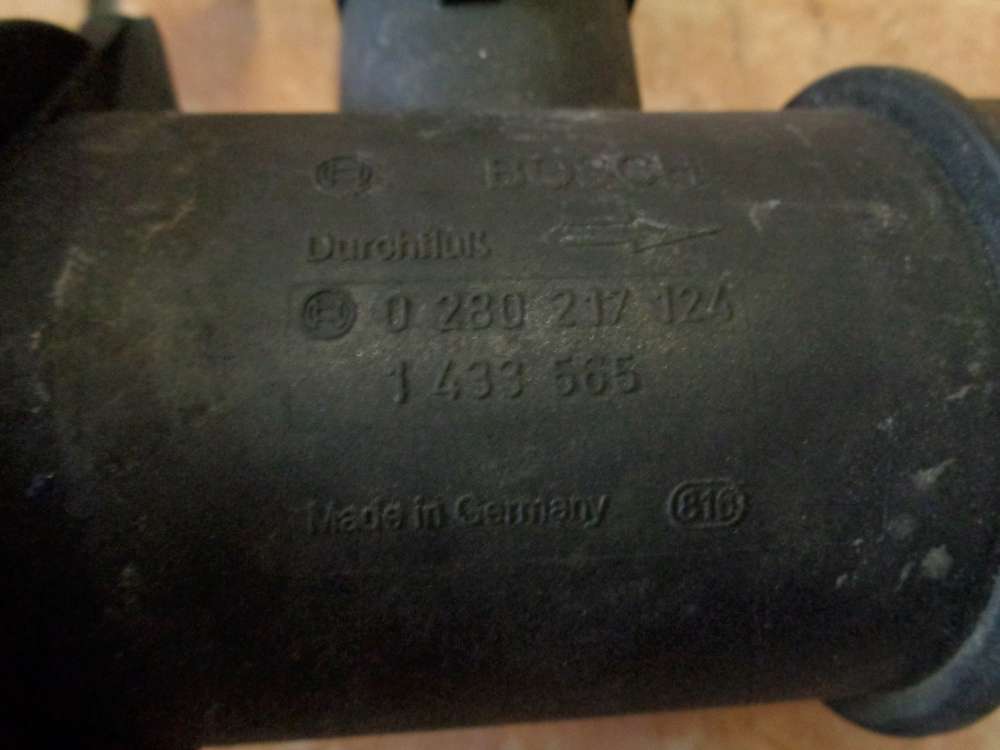 BOSCH
Durchfluß
0 280 217 124
1 433 565
Made in Germany 816